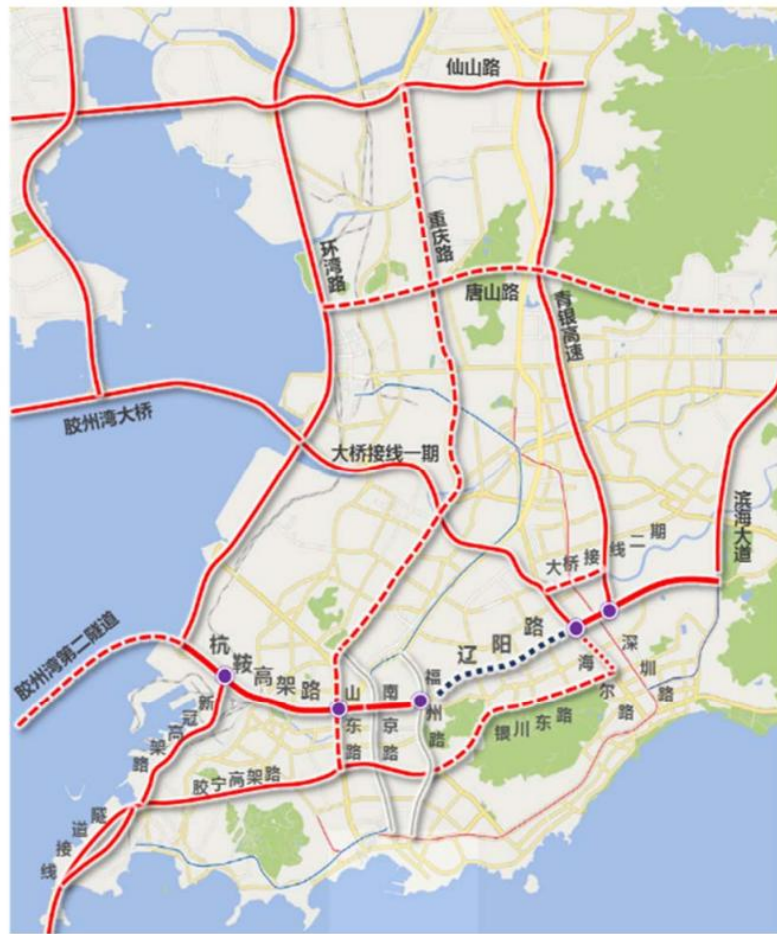 仙山路
重庆路
环湾路
唐山路
青银高速
胶州湾大桥
大桥接线一期
滨海大道
大桥接线二期
辽阳路
胶州湾第二隧道
杭鞍高架路
深圳路
海尔路
福州路
南京路
山东路
新冠高架路
银川东路
胶宁高架路
隧道接线